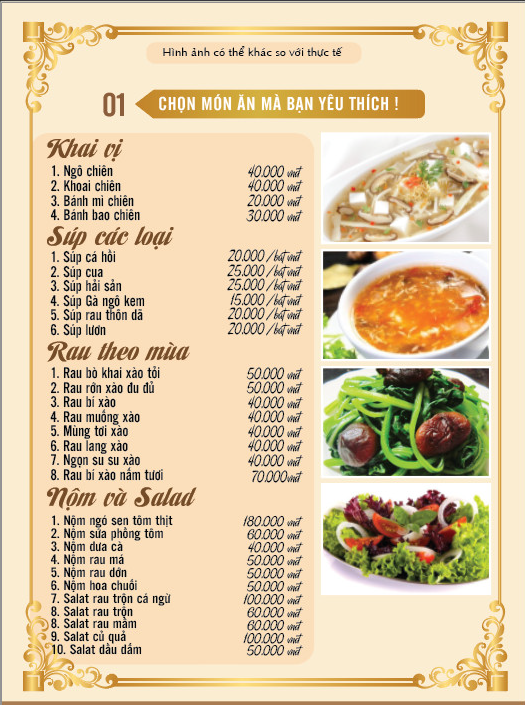 Hình ảnh có thể khác so với thực tế
01 CHỌN MÓN ĂN MÀ BẠN YÊU THÍCH !
Khai vị
1. Ngô chiên 40.000 vnđ
2. Khoai chiên 40.000 vnđ
3. Bánh mì chiên 20.000 vnđ
4. Bánh bao chiên 30.000 vnđ
Súp các loại
1. Súp cá hồi 20.000 /bát vnđ
2. Súp cua 25.000 /bát vnđ
3. Súp hải sản 25.000 /bát vnđ
4. Súp Gà ngô kem 15.000 /bát vnđ
5. Súp rau thôn dã 20.000 /bát vnđ
6. Súp lươn 20.000 /bát vnđ
Rau theo mùa
1. Rau bò khai xào tỏi 50.000 vnđ
2. Rau rớn xào đu đủ 50.000 vnđ
3. Rau bí xào 40.000 vnđ
4. Rau muống xào 40.000 vnđ
5. Mùng tơi xào 40.000 vnđ
6. Rau lang xào 40.000 vnđ
7. Ngọn su su xào 40.000 vnđ
8. Rau bí xào nấm tươi 70.000vnđ
Nộm và Salad
1. Nộm ngó sen tôm thịt 180.000 vnđ
2. Nộm sứa phồng tôm 60.000 vnđ
3. Nộm dưa cà 40.000 vnđ
4. Nộm rau má 50.000 vnđ
5. Nộm rau dớn 50.000 vnđ
6. Nộm hoa chuối 50.000 vnđ
7. Salat rau trộn cá ngừ 100.000 vnđ
8. Salat rau trộn 60.000 vnđ
8. Salat rau mầm 60.000 vnđ
9. Salat củ quả 100.000 vnđ
10. Salat dầu dấm 50.000 vnđ